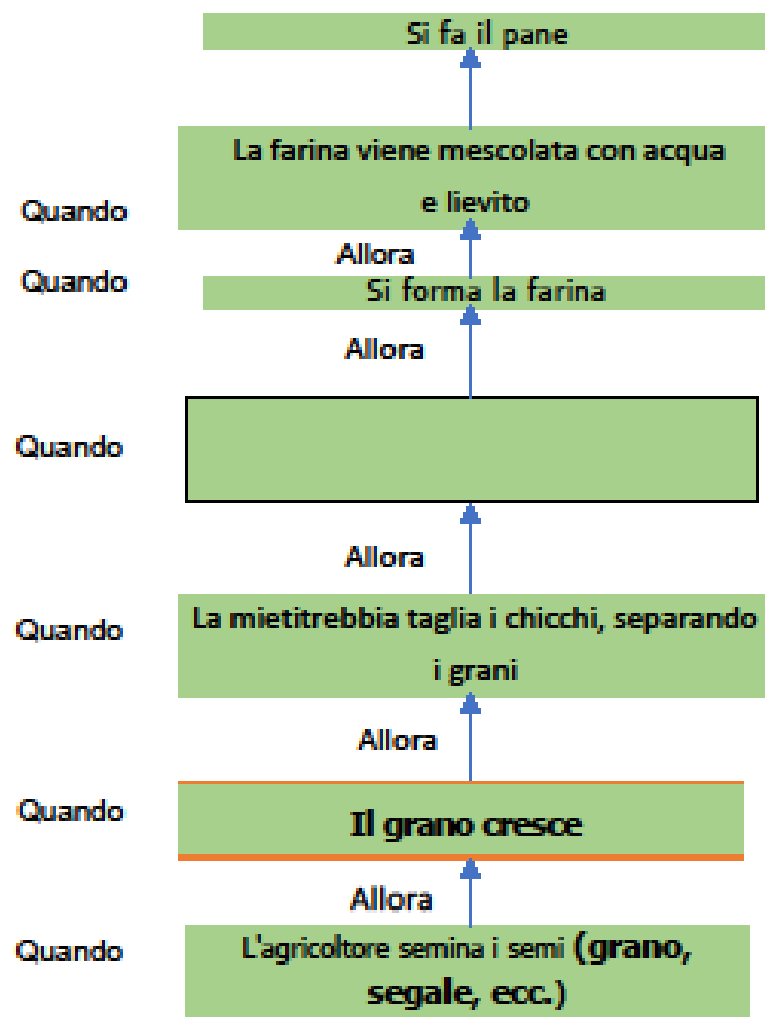 Si fa il pane
La farina viene mescolata con acqua
e lievito
Quando
Allora
Quando
Si forma la farina
Allora
Quando
Allora
La mietitrebbia taglia i chicchi, separando
Quando
i grani
Allora
Quando
Il grano cresce
Allora
Quando
L'agricoltore semina i semi (grano,
segale, ecc.)